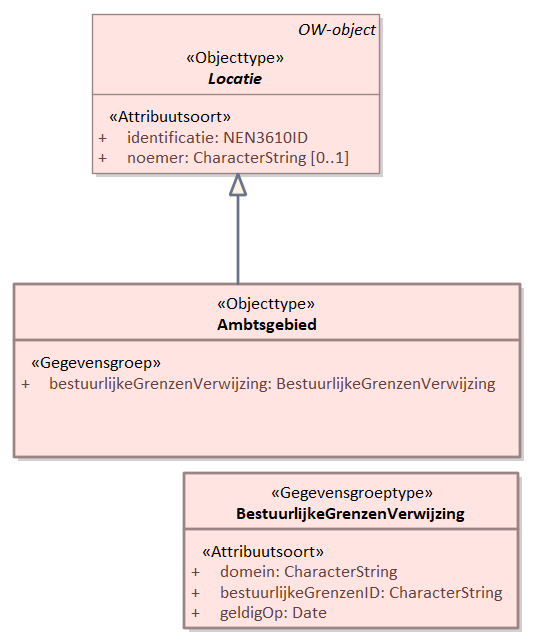 OW-object
«Objecttype»
Locatie
«Attribuutsoort»
+ identificatie: NEN3610ID
+ noemer: CharacterString [0..1]
«Objecttype»
Ambtsgebied
«Gegevensgroep»
+ bestuurlijkeGrenzenVerwijzing: BestuurlijkeGrenzenVerwijzing
«Gegevensgroeptype»
BestuurlijkeGrenzenVerwijzing
«Attribuutsoort»
+ domein: CharacterString
+ bestuurlijkeGrenzenID: CharacterString
+ geldigOp: Date